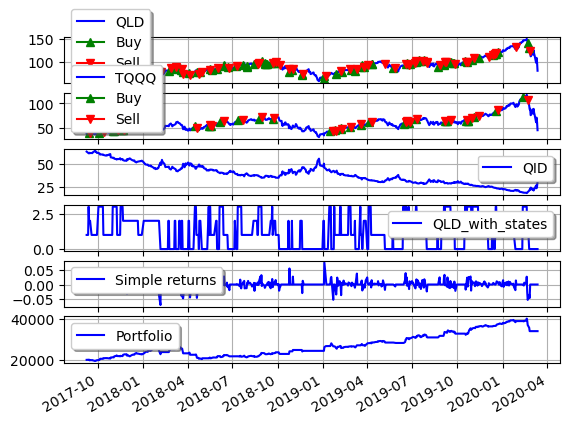 QLD
Buy
Sell
150
100
TQQQ
Buy
Sell
100
50
QID
50
25
QLD_with_states
2.5
0.0
Simple returns
0.05
0.00
−0.05
Portfolio
40000
20000
2017-10
2018-01
2018-04
2018-07
2018-10
2019-01
2019-04
2019-07
2019-10
2020-01
2020-04